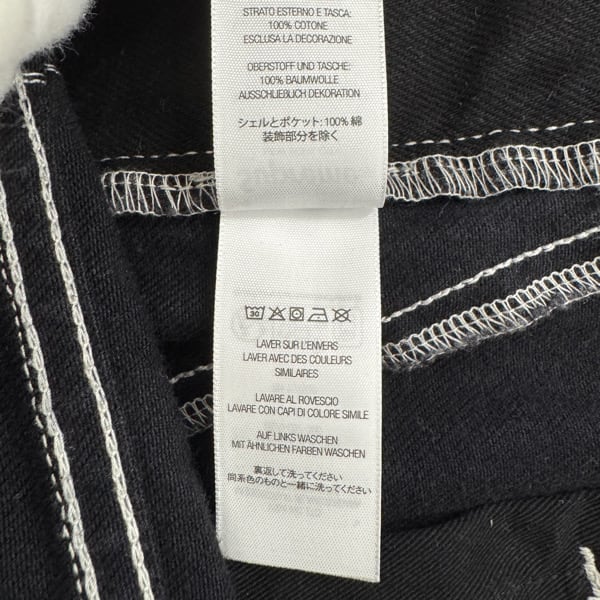 STRATO ESTERNO E TASCA:
100% COTONE
ESCLUSA LA DECORAZIONE
OBERSTOFF UND TASCHE:
100% BAUMWOLLE
AUSSCHLIEßLICH DEKORATION
シェルとポケット: 100% 綿
装飾部分を除く
30
LAVER SUR L'ENVERS
LAVER AVEC DES COULEURS
SIMILAIRES
LAVARE AL ROVESCIO
LAVARE CON CAPI DI COLORE SIMILE
AUF LINKS WASCHEN
MIT ÄHNLICHEN FARBEN WASCHEN
裏返して洗ってください
同系色のものと一緒に洗ってください